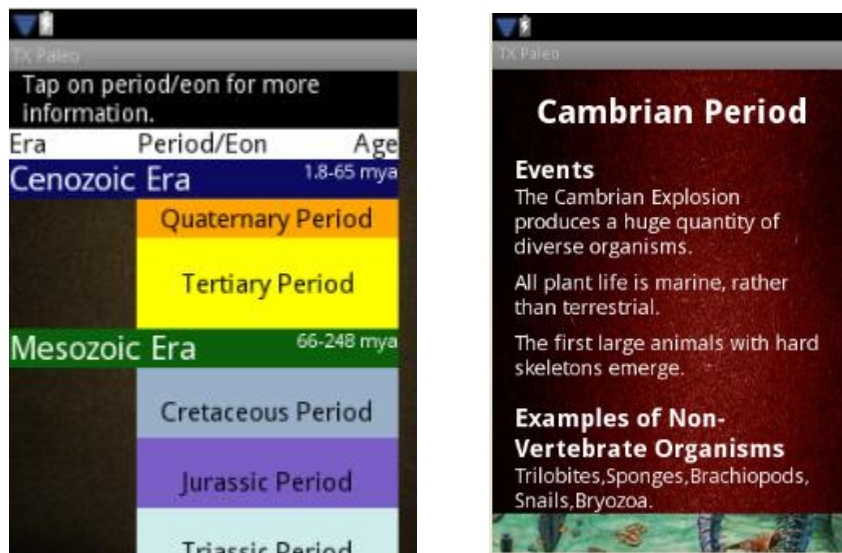 TX Paleo
Tap on period/eon for more
information.
Era Period/Eon Age
Cenozoic Era 1.8-65 mya
Quaternary Period
Tertiary Period
Mesozoic Era 66-248 mya
Cretaceous Period
Jurassic Period
Triassic Period
TX Paleo
Cambrian Period
Events
The Cambrian Explosion
produces a huge quantity of
diverse organisms.
All plant life is marine, rather
than terrestrial.
The first large animals with hard
skeletons emerge.
Examples of Non-
Vertebrate Organisms
Trilobites,Sponges,Brachiopods,
Snails,Bryozoa.